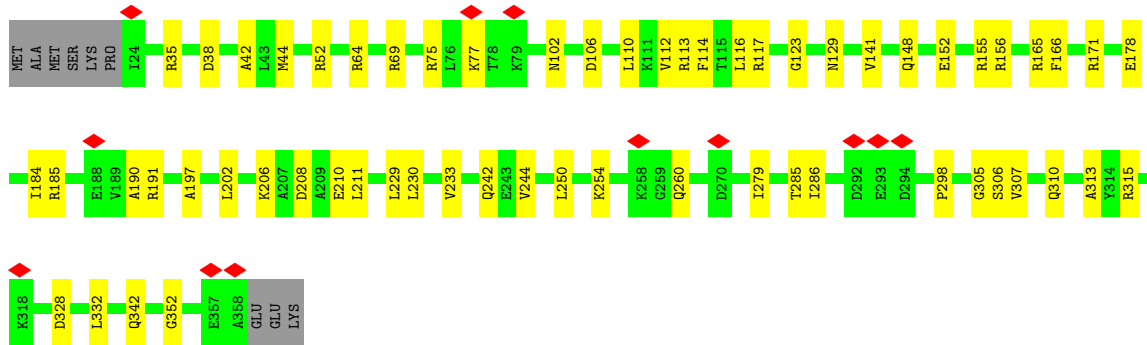 MET ALA MET SER LYS PRO I24 R35 D38 A42 L43 M44 R52 R64 R69 R75 L76 K77 T78 K79 N102 D106 L110 K111 V112 R113 F114 T115 L116 R117 G123 N129 V141 Q148 E152 R155 R156 R165 F166 R171 E178
I184 R185 E188 V189 A190 R191 A197 L202 K206 A207 D208 A209 E210 L211 L229 L230 V233 Q242 E243 V244 L250 K254 K258 G259 Q260 D270 I279 T285 I286 D292 E293 D294 P298 G305 S306 V307 Q310 A313 Y314 R315
K318 D328 L332 Q342 G352 E357 A358 GLU GLU LYS